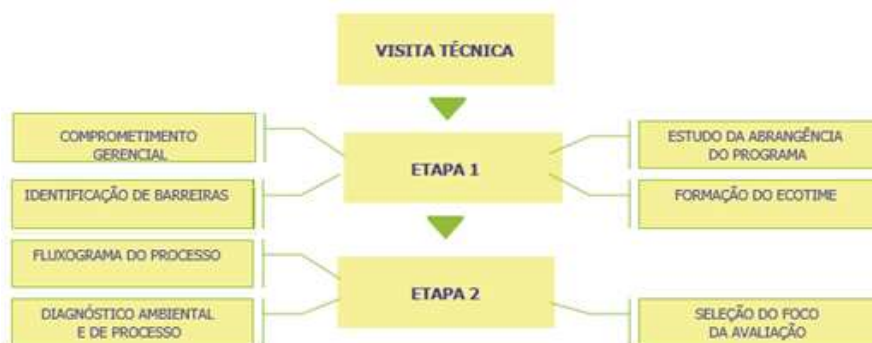 VISITA TÉCNICA
COMPROMETIMENTO
GERENCIAL
IDENTIFICAÇÃO DE BARREIRAS
ETAPA 1
ESTUDO DA ABRANGÊNCIA
DO PROGRAMA
FORMAÇÃO DO ECOTIME
FLUXOGRAMA DO PROCESSO
DIAGNÓSTICO AMBIENTAL
E DE PROCESSO
ETAPA 2
SELEÇÃO DO FOCO
DA AVALIAÇÃO